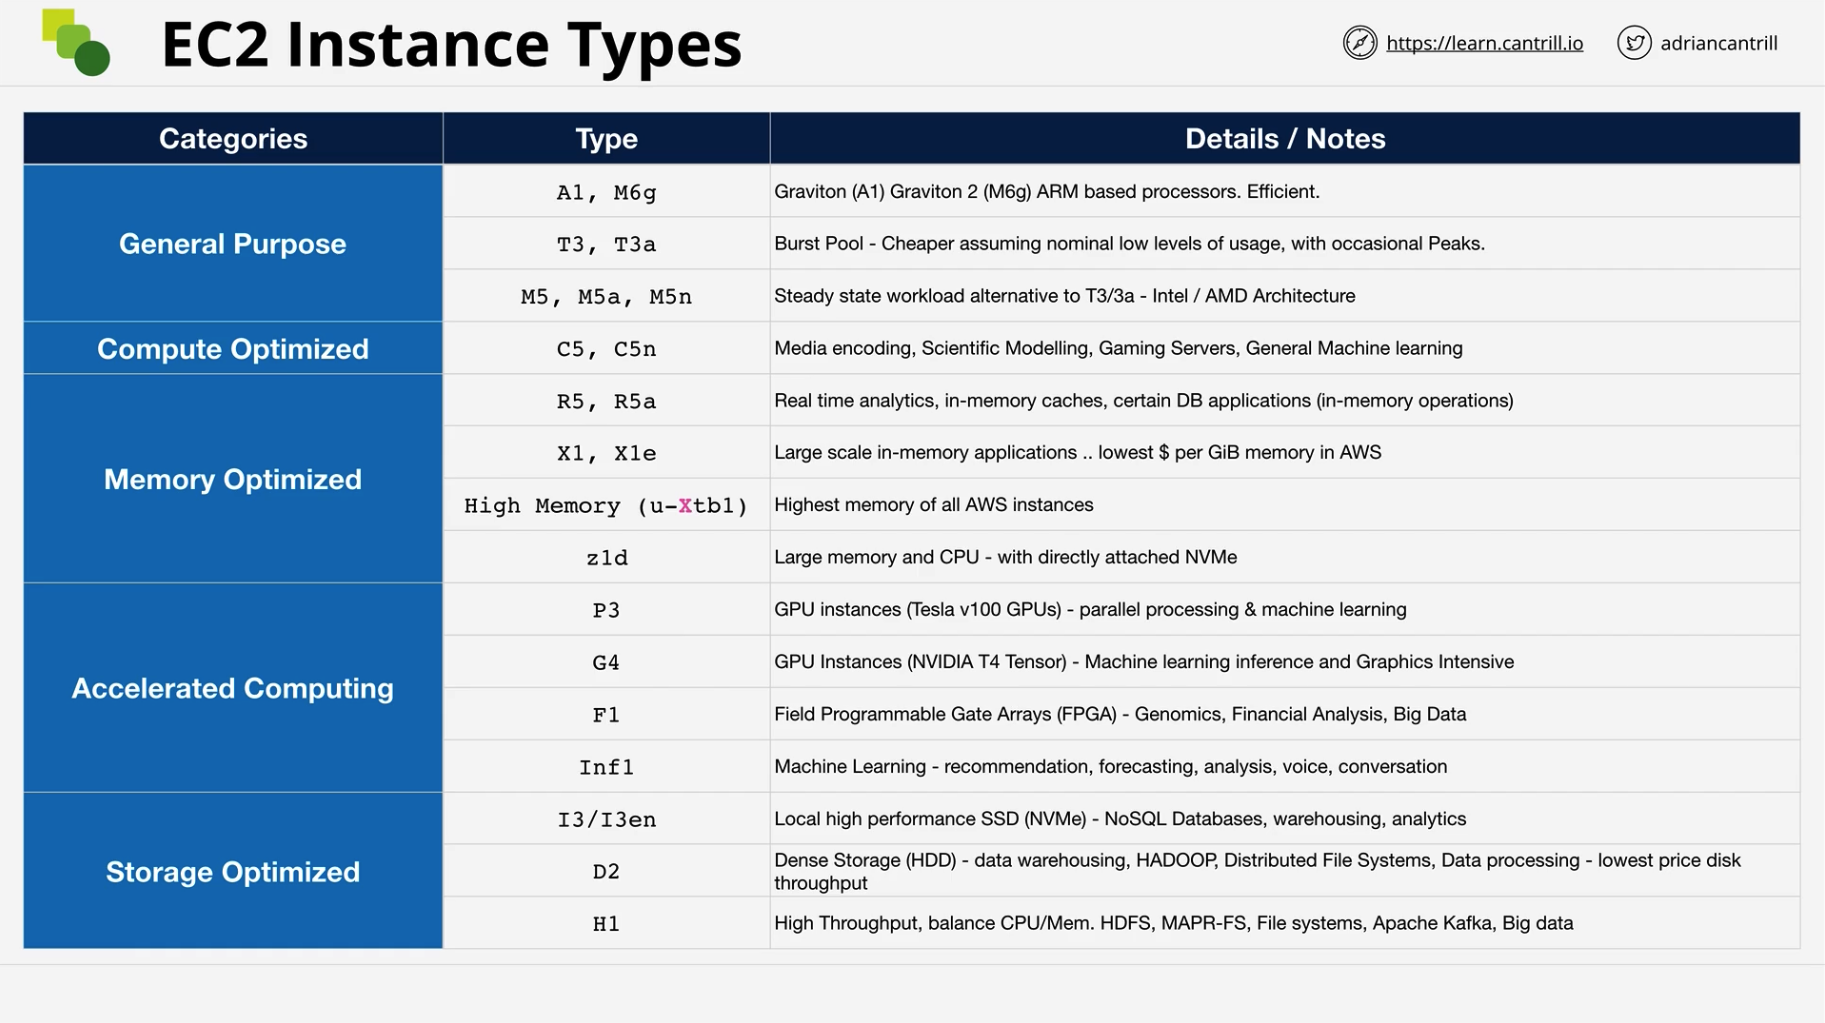 EC2 Instance Types
https://learn.cantrill.io
adriancantrill
Categories
Type
Details / Notes
General Purpose
A1, M6g
Graviton (A1) Graviton 2 (M6g) ARM based processors. Efficient.
T3, T3a
Burst Pool - Cheaper assuming nominal low levels of usage, with occasional Peaks.
M5, M5a, M5n
Steady state workload alternative to T3/3a - Intel / AMD Architecture
Compute Optimized
C5, C5n
Media encoding, Scientific Modelling, Gaming Servers, General Machine learning
Memory Optimized
R5, R5a
Real time analytics, in-memory caches, certain DB applications (in-memory operations)
X1, X1e
Large scale in-memory applications .. lowest $ per GiB memory in AWS
High Memory (u-Xtb1)
Highest memory of all AWS instances
z1d
Large memory and CPU - with directly attached NVMe
Accelerated Computing
P3
GPU instances (Tesla v100 GPUs) - parallel processing & machine learning
G4
GPU Instances (NVIDIA T4 Tensor) - Machine learning inference and Graphics Intensive
F1
Field Programmable Gate Arrays (FPGA) - Genomics, Financial Analysis, Big Data
Inf1
Machine Learning - recommendation, forecasting, analysis, voice, conversation
Storage Optimized
I3/I3en
Local high performance SSD (NVMe) - NoSQL Databases, warehousing, analytics
D2
Dense Storage (HDD) - data warehousing, HADOOP, Distributed File Systems, Data processing - lowest price disk
throughput
H1
High Throughput, balance CPU/Mem. HDFS, MAPR-FS, File systems, Apache Kafka, Big data